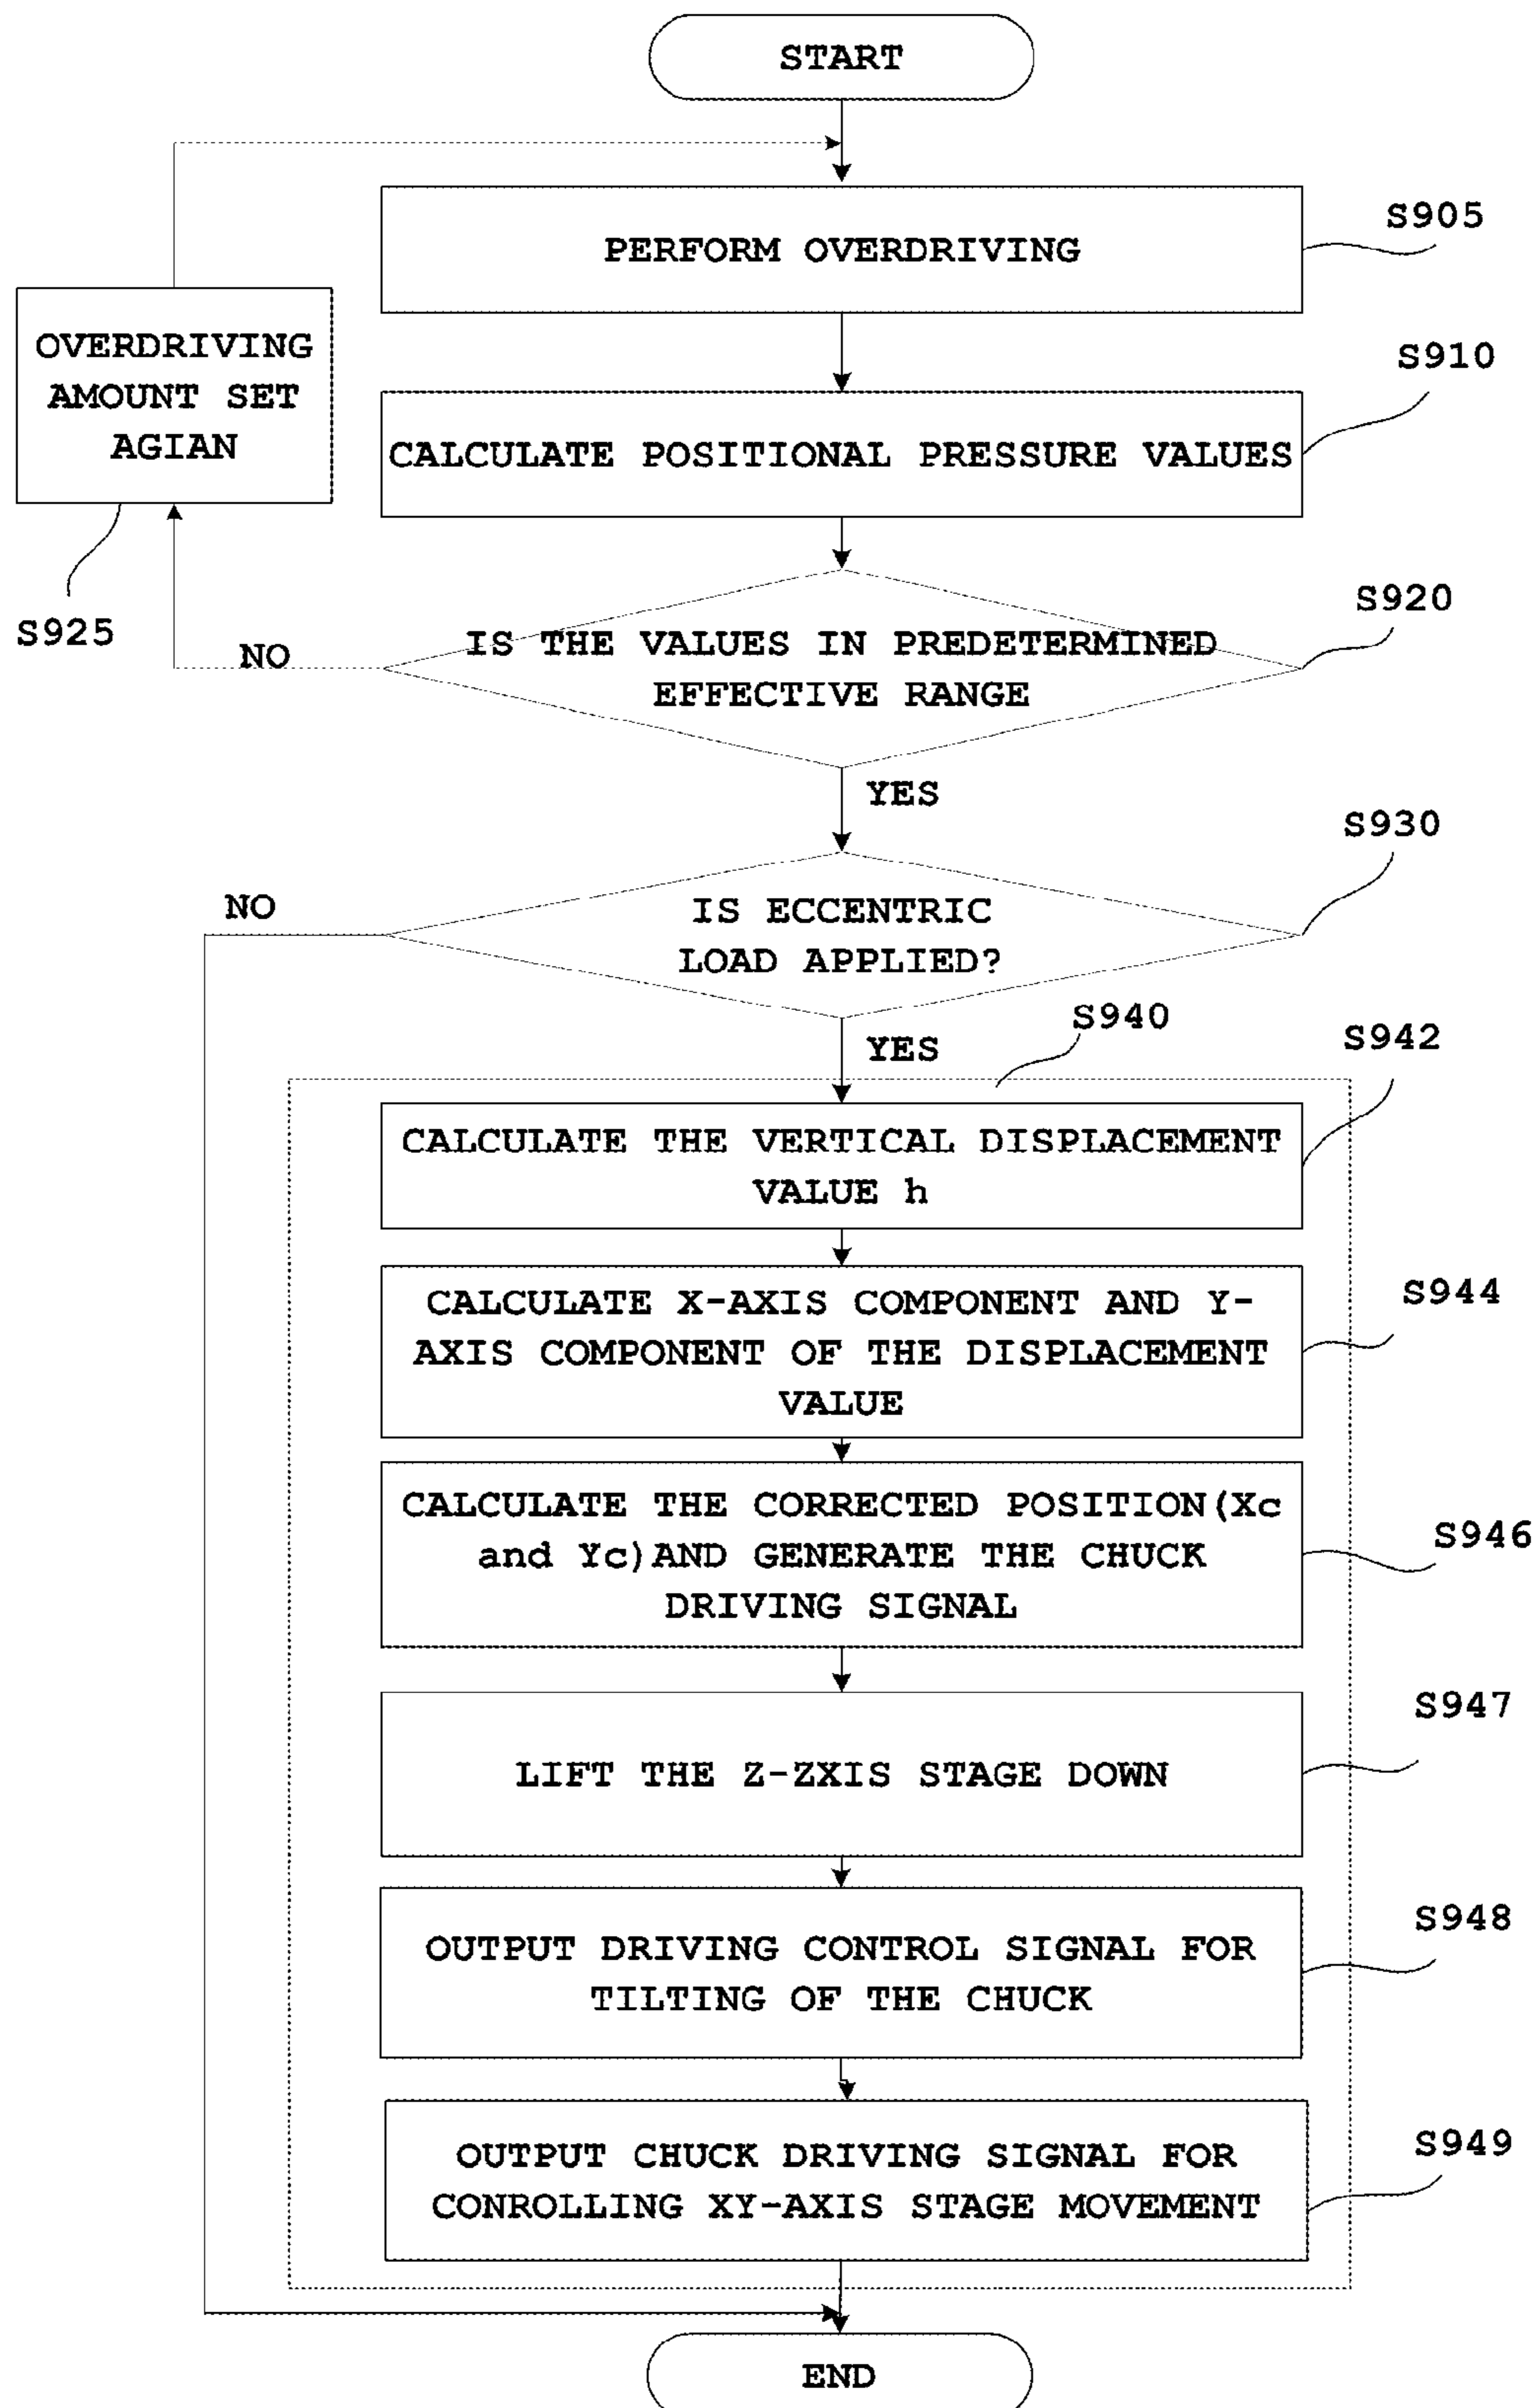 START
PERFORM OVERDRIVING
S905
OVERDRIVING
AMOUNT SET
AGIAN
S925
CALCULATE POSITIONAL PRESSURE VALUES
S910
IS THE VALUES IN PREDETERMINED
EFFECTIVE RANGE
S920
NO
YES
IS ECCENTRIC
LOAD APPLIED?
S930
NO
YES
S940
CALCULATE THE VERTICAL DISPLACEMENT
VALUE h
S942
CALCULATE X-AXIS COMPONENT AND Y-
AXIS COMPONENT OF THE DISPLACEMENT
VALUE
S944
CALCULATE THE CORRECTED POSITION(Xc
and Yc)AND GENERATE THE CHUCK
DRIVING SIGNAL
S946
LIFT THE Z-ZXIS STAGE DOWN
S947
OUTPUT DRIVING CONTROL SIGNAL FOR
TILTING OF THE CHUCK
S948
OUTPUT CHUCK DRIVING SIGNAL FOR
CONROLLING XY-AXIS STAGE MOVEMENT
S949
END